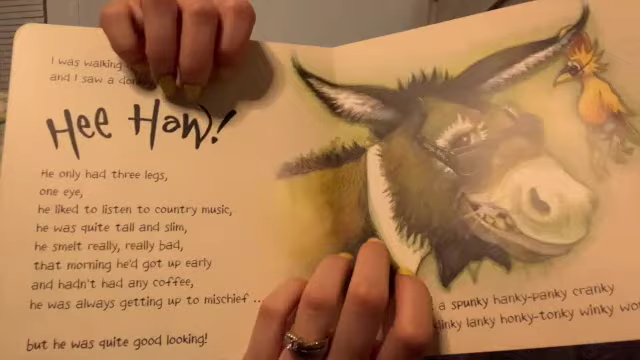 I was walking
and I saw a
Hee Haw!
He only had three legs,
one eye,
he liked to listen to country music,
he was quite tall and slim,
he smelt really, really bad,
that morning he'd got up early
and hadn't had any coffee,
he was always getting up to mischief ...
but he was quite good looking!
a spunky hanky-panky cranky
lanky honky-tonky winky